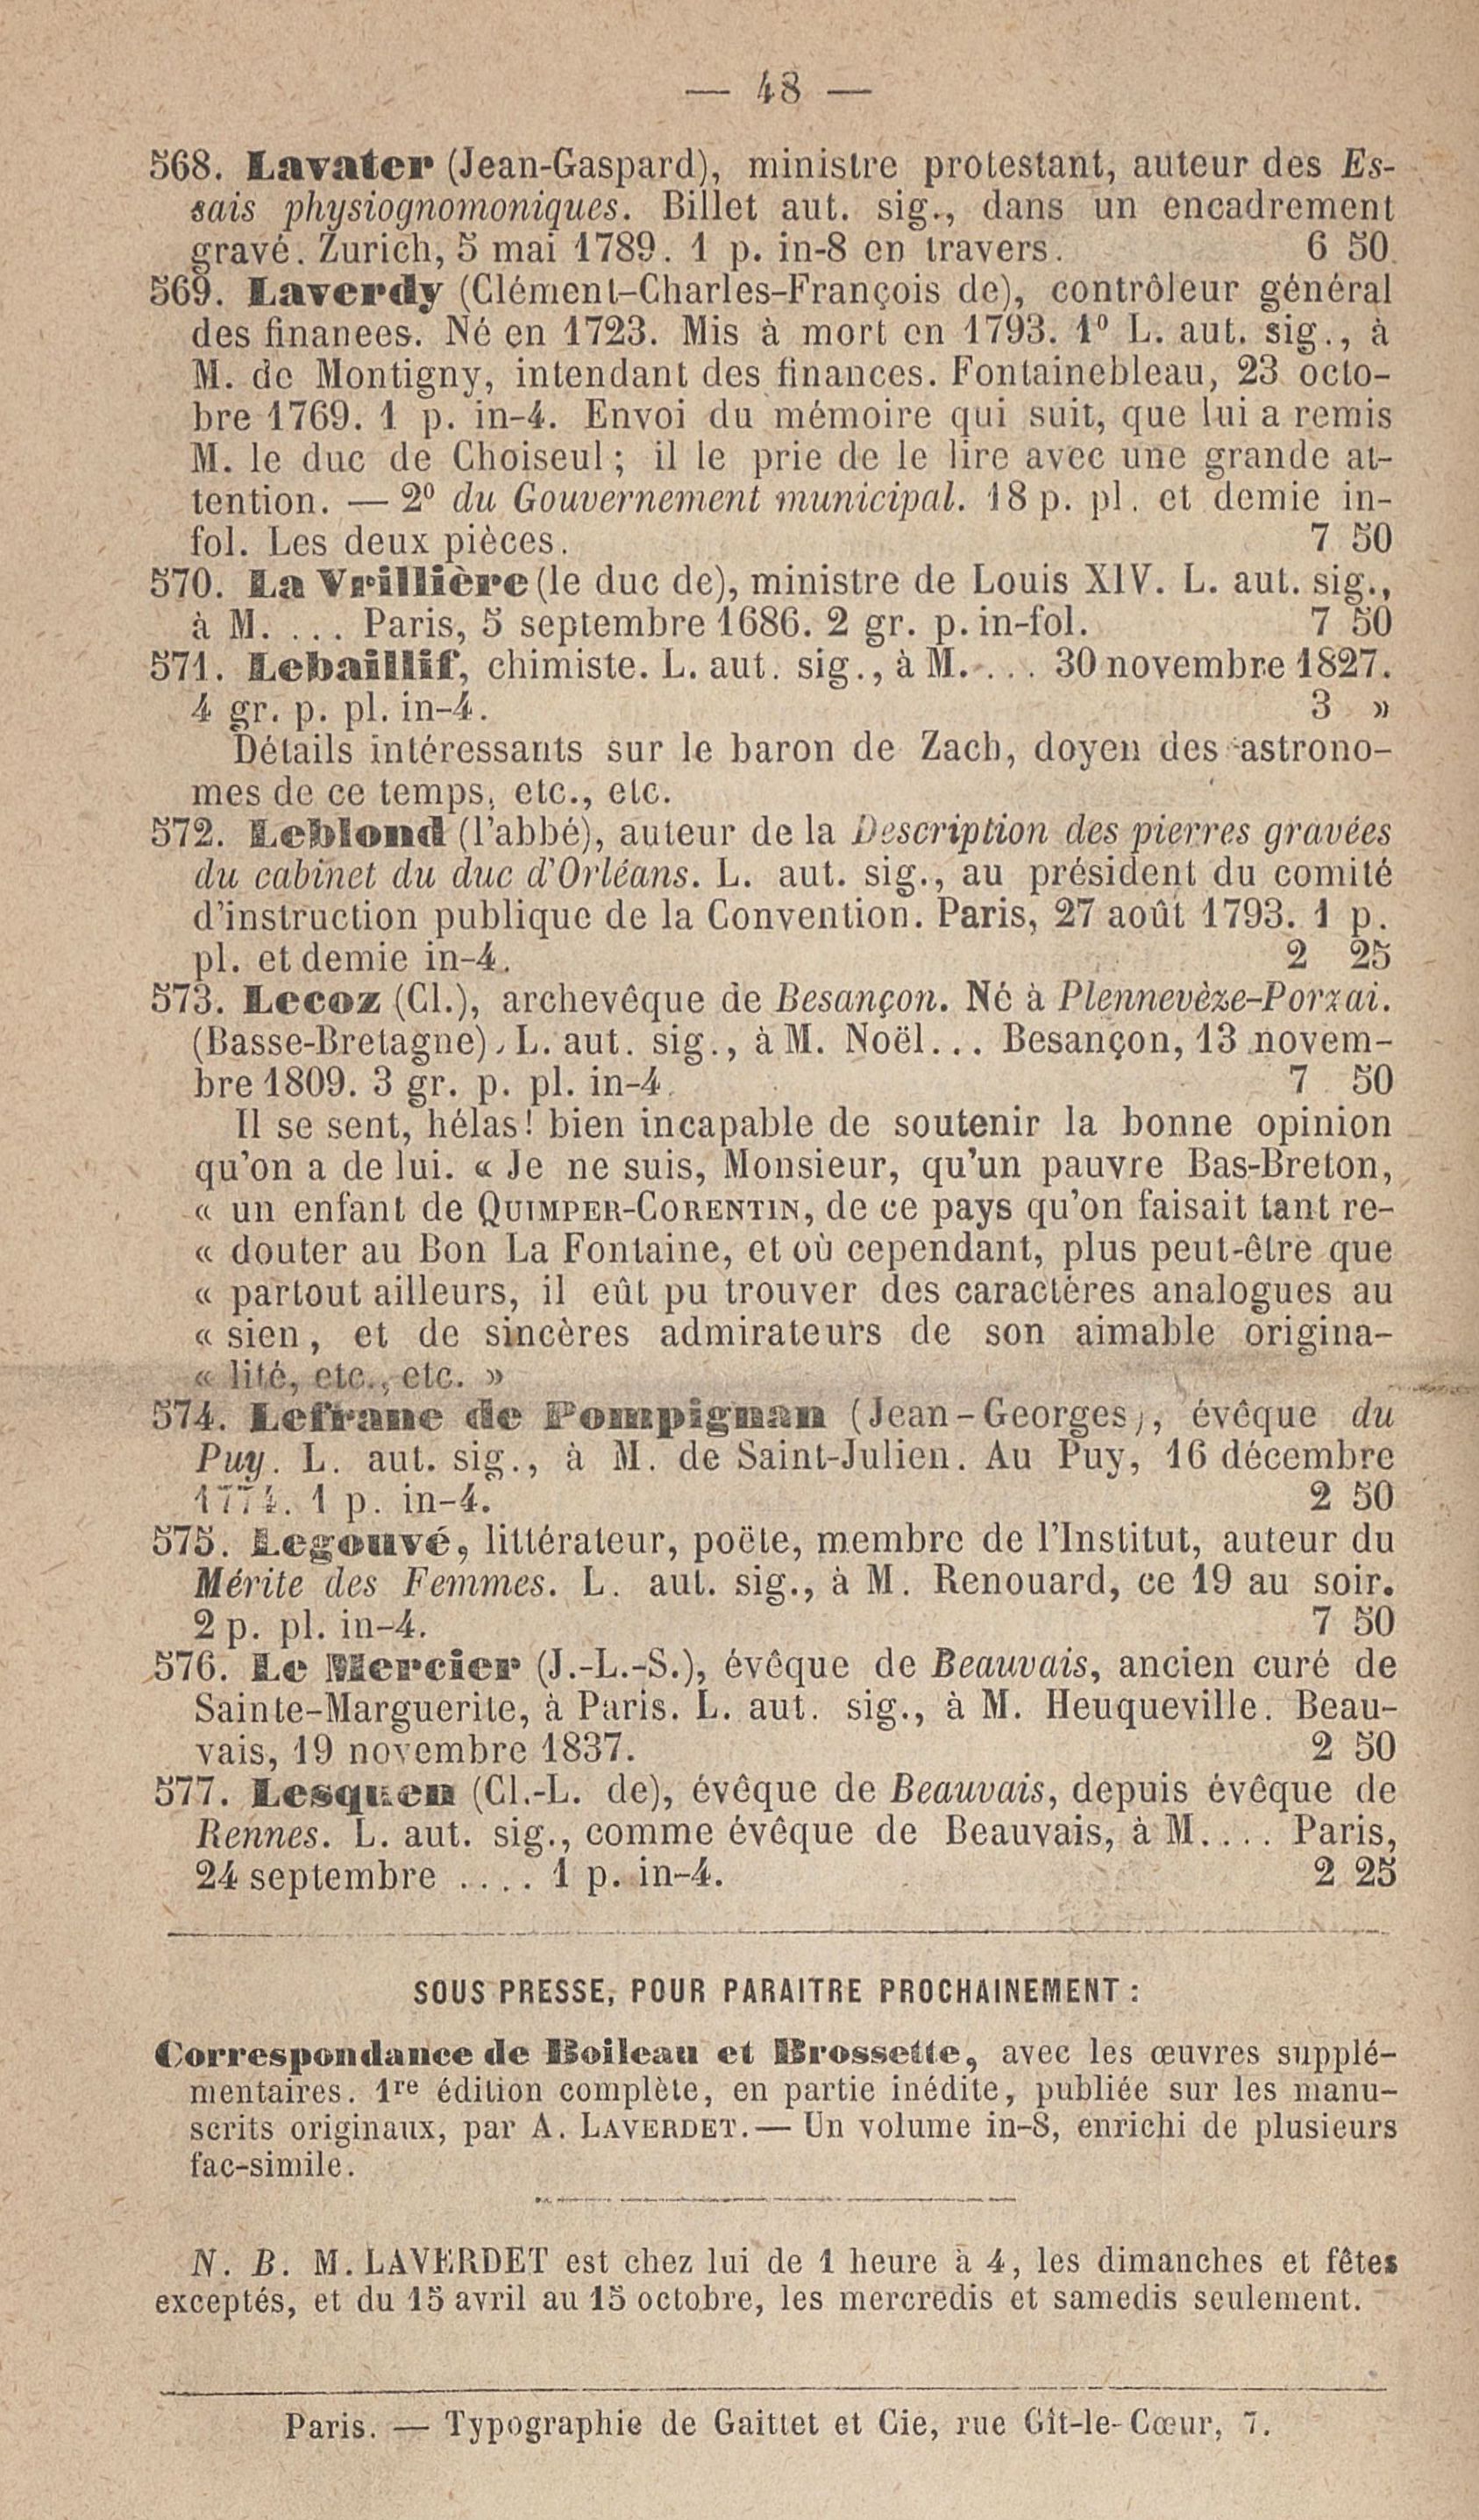 — 48 —
568. Lavater (Jean-Gaspard), ministre protestant, auteur des Es-
sais physiognomoniques. Billet aut. sig., dans un encadrement
gravé. Zurich, 5 mai 1789. 1 p. in-8 en travers. 6 50
569. Laverdy (Clément-Charles-François de), contrôleur général
des finanees. Né en 1723. Mis à mort en 1793. 1º L. aut. sig., à
M. de Montigny, intendant des finances. Fontainebleau, 23 octo-
bre 1769. 1 p. in-4. Envoi du mémoire qui suit, que lui a remis
M. le duc de Choiseul; il le prie de le lire avec une grande at-
tention. — 2º du Gouvernement municipal. 18 p. pl. et demie in-
fol. Les deux pièces. 7 50
570. La Vrillière (le duc de), ministre de Louis XIV. L. aut. sig.,
à M. ... Paris, 5 septembre 1686. 2 gr. p. in-fol. 7 50
571. Lebaillif, chimiste. L. aut. sig., à M. ... 30 novembre 1827.
4 gr. p. pl. in-4. 3 »
Détails intéressants sur le baron de Zach, doyen des astrono-
mes de ce temps, etc., etc.
572. Leblond (l'abbé), auteur de la Description des pierres gravées
du cabinet du duc d'Orléans. L. aut. sig., au président du comité
d'instruction publique de la Convention. Paris, 27 août 1793. 1 p.
pl. et demie in-4. 2 25
573. Lecoz (Cl.), archevêque de Besançon. Né à Plennevèze-Porzai.
(Basse-Bretagne). L. aut. sig., à M. Noël... Besançon, 13 novem-
bre 1809. 3 gr. p. pl. in-4. 7 50
Il se sent, hélas! bien incapable de soutenir la bonne opinion
qu'on a de lui. « Je ne suis, Monsieur, qu'un pauvre Bas-Breton,
« un enfant de QUIMPER-CORENTIN, de ce pays qu'on faisait tant re-
« douter au Bon La Fontaine, et où cependant, plus peut-être que
« partout ailleurs, il eût pu trouver des caractères analogues au
« sien, et de sincères admirateurs de son aimable origina-
« lité, etc., etc. »
574. Lefranc de Pompignan (Jean-Georges), évêque du
Puy. L. aut. sig., à M. de Saint-Julien. Au Puy, 16 décembre
1774. 1 p. in-4. 2 50
575. Legouvé, littérateur, poëte, membre de l'Institut, auteur du
Mérite des Femmes. L. aut. sig., à M. Renouard, ce 19 au soir.
2 p. pl. in-4. 7 50
576. Le Mercier (J.-L.-S.), évêque de Beauvais, ancien curé de
Sainte-Marguerite, à Paris. L. aut. sig., à M. Heuqueville. Beau-
vais, 19 novembre 1837. 2 50
577. Lesquen (Cl.-L. de), évêque de Beauvais, depuis évêque de
Rennes. L. aut. sig., comme évêque de Beauvais, à M.... Paris,
24 septembre .... 1 p. in-4. 2 25
SOUS PRESSE, POUR PARAITRE PROCHAINEMENT :
Correspondance de Boileau et Brossette, avec les œuvres supplé-
mentaires. 1re édition complète, en partie inédite, publiée sur les manu-
scrits originaux, par A. LAVERDET. — Un volume in-8, enrichi de plusieurs
fac-simile.
N. B. M. LAVERDET est chez lui de 1 heure à 4, les dimanches et fêtes
exceptés, et du 15 avril au 15 octobre, les mercredis et samedis seulement.
Paris. — Typographie de Gaittet et Cie, rue Gît-le-Cœur, 7.